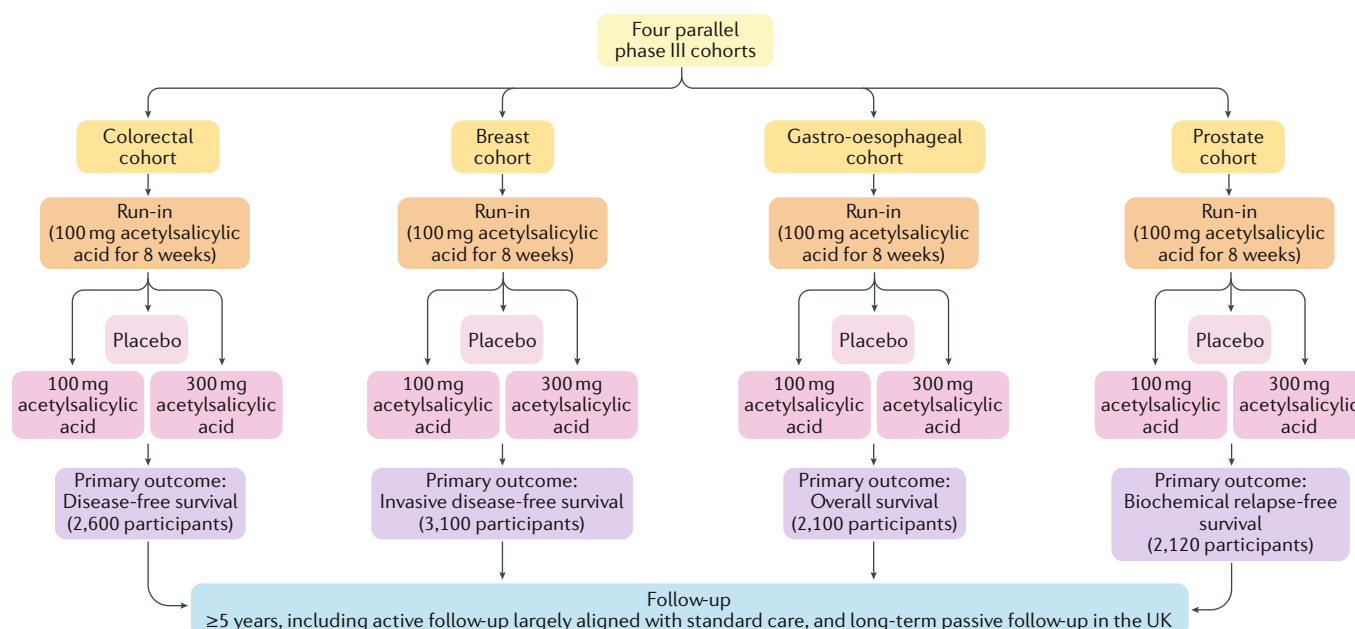 Four parallel
phase III cohorts
Colorectal
cohort
Breast
cohort
Gastro-oesophageal
cohort
Prostate
cohort
Run-in
(100 mg acetylsalicylic
acid for 8 weeks)
Run-in
(100 mg acetylsalicylic
acid for 8 weeks)
Run-in
(100 mg acetylsalicylic
acid for 8 weeks)
Run-in
(100 mg acetylsalicylic
acid for 8 weeks)
Placebo
Placebo
Placebo
Placebo
100 mg
acetylsalicylic
acid
300 mg
acetylsalicylic
acid
100 mg
acetylsalicylic
acid
300 mg
acetylsalicylic
acid
100 mg
acetylsalicylic
acid
300 mg
acetylsalicylic
acid
100 mg
acetylsalicylic
acid
300 mg
acetylsalicylic
acid
Primary outcome:
Disease-free survival
(2,600 participants)
Primary outcome:
Invasive disease-free survival
(3,100 participants)
Primary outcome:
Overall survival
(2,100 participants)
Primary outcome:
Biochemical relapse-free
survival
(2,120 participants)
Follow-up
≥5 years, including active follow-up largely aligned with standard care, and long-term passive follow-up in the UK